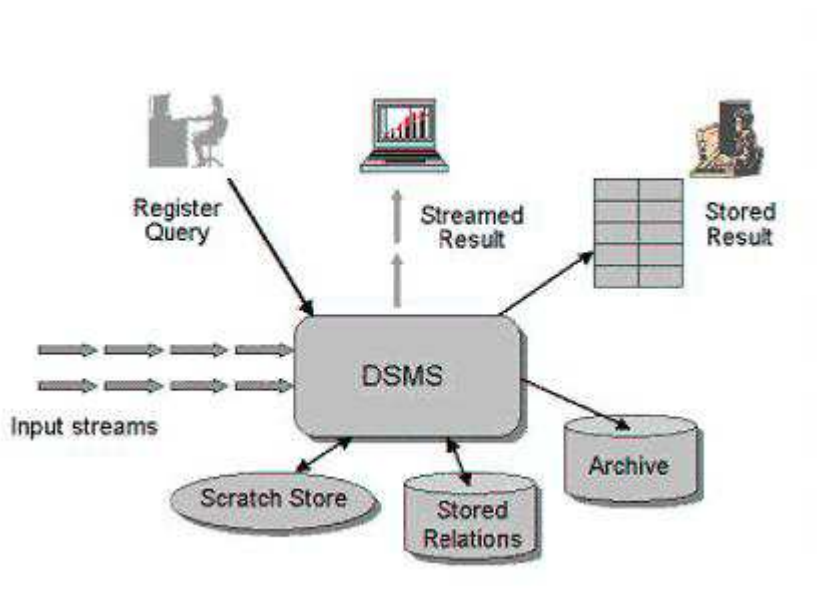 Register
Query
Streamed
Result
Stored
Result
DSMS
Input streams
Scratch Store
Stored
Relations
Archive